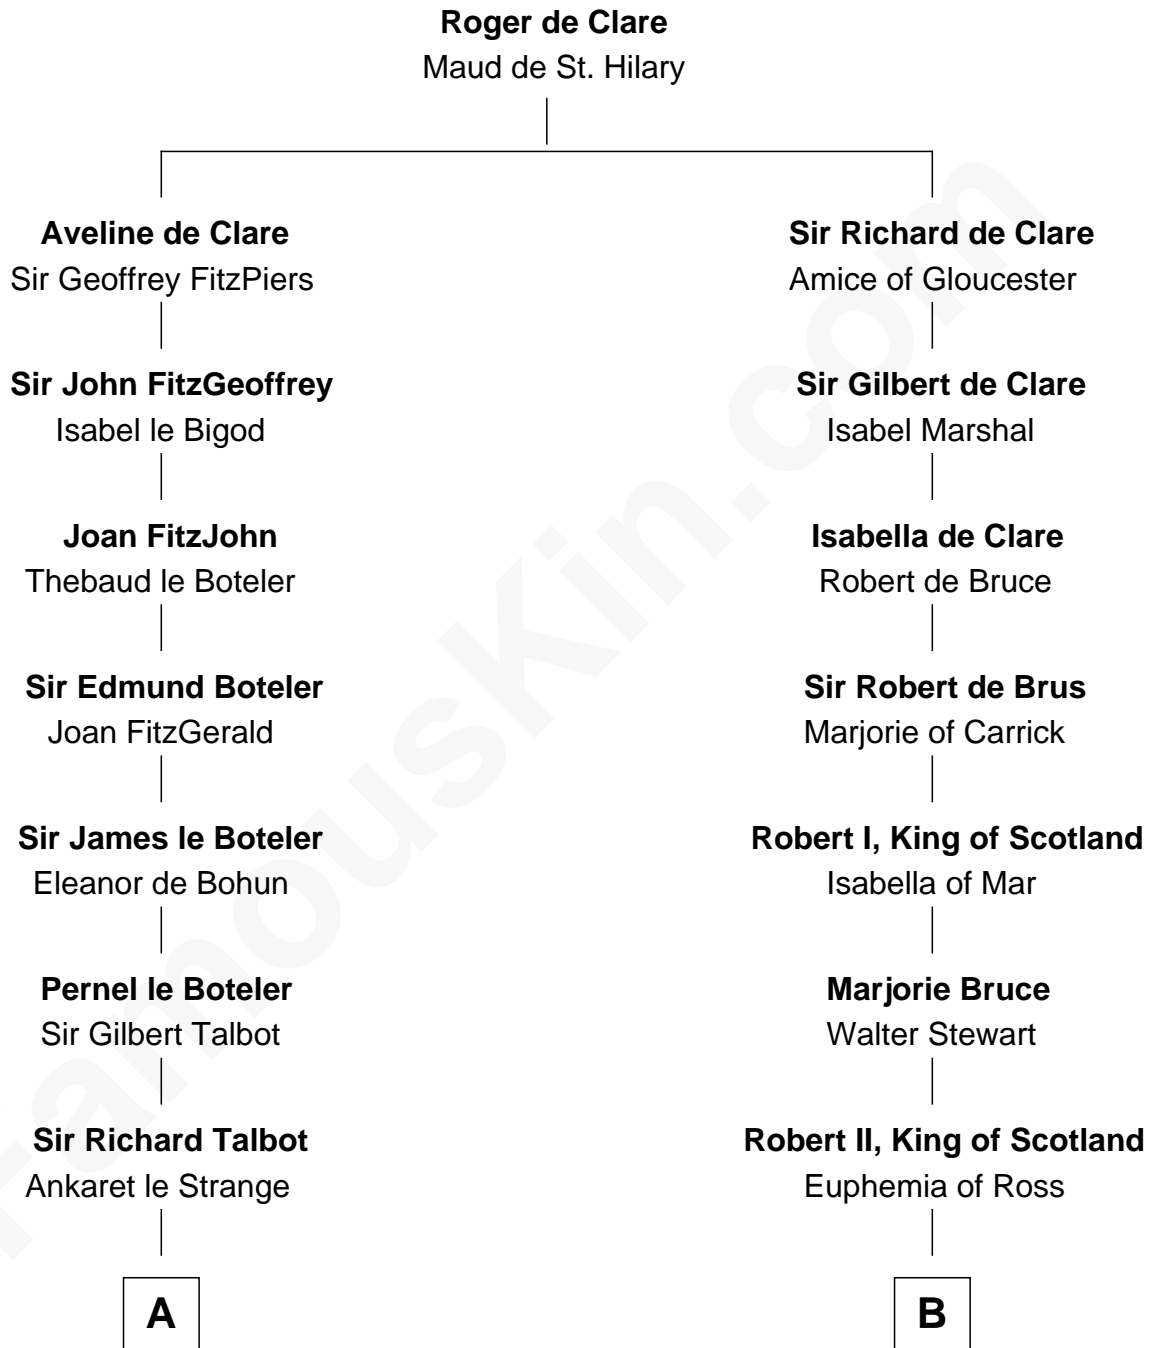 Roger de Clare
Maud de St. Hilary
Aveline de Clare
Sir Geoffrey FitzPiers
Sir Richard de Clare
Amice of Gloucester
Sir John FitzGeoffrey
Isabel le Bigod
Sir Gilbert de Clare
Isabel Marshal
Joan FitzJohn
Thebaud le Boteler
Isabella de Clare
Robert de Bruce
Sir Edmund Boteler
Joan FitzGerald
Sir Robert de Brus
Marjorie of Carrick
Sir James le Boteler
Eleanor de Bohun
Robert I, King of Scotland
Isabella of Mar
Pernel le Boteler
Sir Gilbert Talbot
Marjorie Bruce
Walter Stewart
Sir Richard Talbot
Ankaret le Strange
Robert II, King of Scotland
Euphemia of Ross
A
B
FamousKin.com